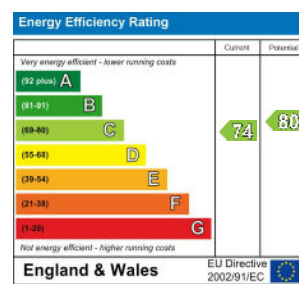 Energy Efficiency Rating
Current Potential
Very energy efficient - lower running costs
(92 plus) A
(81-91) B
(69-80) C
(55-68) D
(39-54) E
(21-38) F
(1-20) G
74
80
Not energy efficient - higher running costs
England & Wales
EU Directive
2002/91/EC